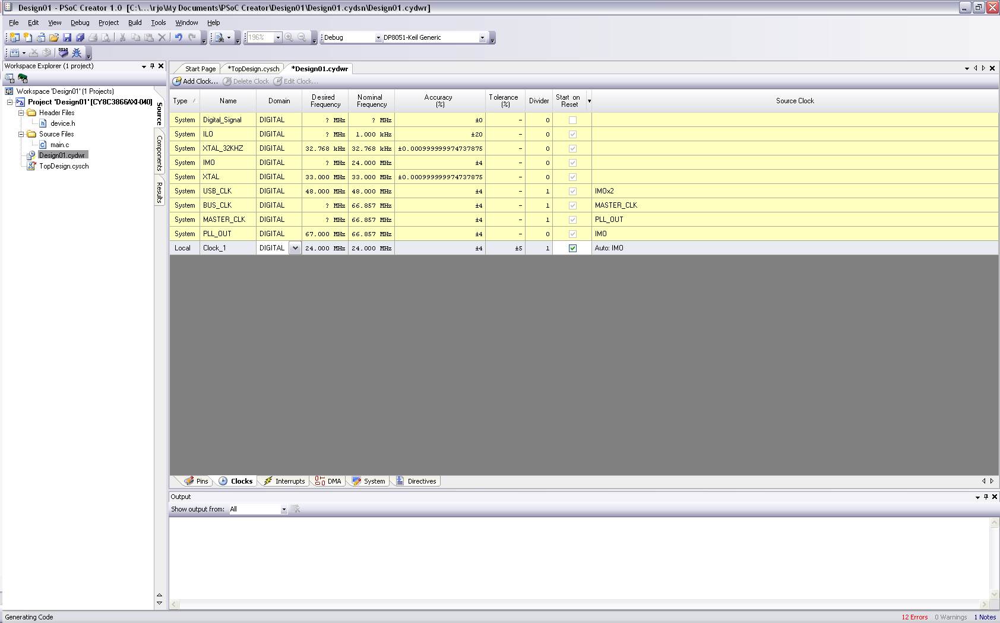 Design01 - PSoC Creator 1.0 [C:\...\rjo\My Documents\PSoC Creator\Design01\Design01.cydsn\Design01.cydwr]
File Edit View Debug Project Build Tools Window Help
196% Debug DP8051-Keil Generic
Workspace Explorer (1 project)
Workspace 'Design01' (1 Projects)
Project 'Design01' [CY8C3866AXI-040]
Header Files
device.h
Source Files
main.c
Design01.cydwr
TopDesign.cysch
Source
Components
Results
Start Page *TopDesign.cysch *Design01.cydwr
Add Clock... Delete Clock Edit Clock...
Type Name Domain Desired Frequency Nominal Frequency Accuracy (%) Tolerance (%) Divider Start on Reset Source Clock
System Digital_Signal DIGITAL ? MHz ? MHz ±0 - 0
System ILO DIGITAL ? MHz 1.000 kHz ±20 - 0
System XTAL_32KHZ DIGITAL 32.768 kHz 32.768 kHz ±0.000999999974737875 - 0
System IMO DIGITAL ? MHz 24.000 MHz ±4 - 0
System XTAL DIGITAL 33.000 MHz 33.000 MHz ±0.000999999974737875 - 0
System USB_CLK DIGITAL 48.000 MHz 48.000 MHz ±4 - 1 IMOx2
System BUS_CLK DIGITAL ? MHz 66.857 MHz ±4 - 1 MASTER_CLK
System MASTER_CLK DIGITAL ? MHz 66.857 MHz ±4 - 1 PLL_OUT
System PLL_OUT DIGITAL 67.000 MHz 66.857 MHz ±4 - 0 IMO
Local Clock_1 DIGITAL 24.000 MHz 24.000 MHz ±4 ±5 1 Auto: IMO
Pins Clocks Interrupts DMA System Directives
Output
Show output from: All
Generating Code 12 Errors 0 Warnings 1 Notes